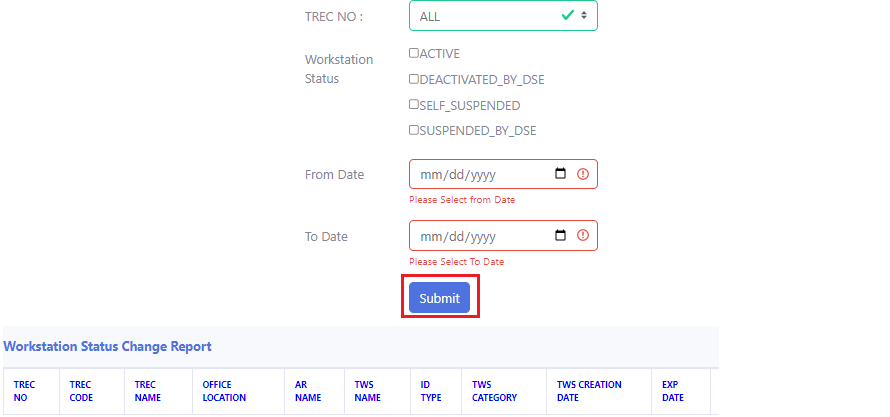 TREC NO : ALL
Workstation Status
ACTIVE
DEACTIVATED_BY_DSE
SELF_SUSPENDED
SUSPENDED_BY_DSE
From Date mm/dd/yyyy
Please Select from Date
To Date mm/dd/yyyy
Please Select To Date
Submit
Workstation Status Change Report
TREC NO TREC CODE TREC NAME OFFICE LOCATION AR NAME TWS NAME ID TYPE TWS CATEGORY TWS CREATION DATE EXP DATE